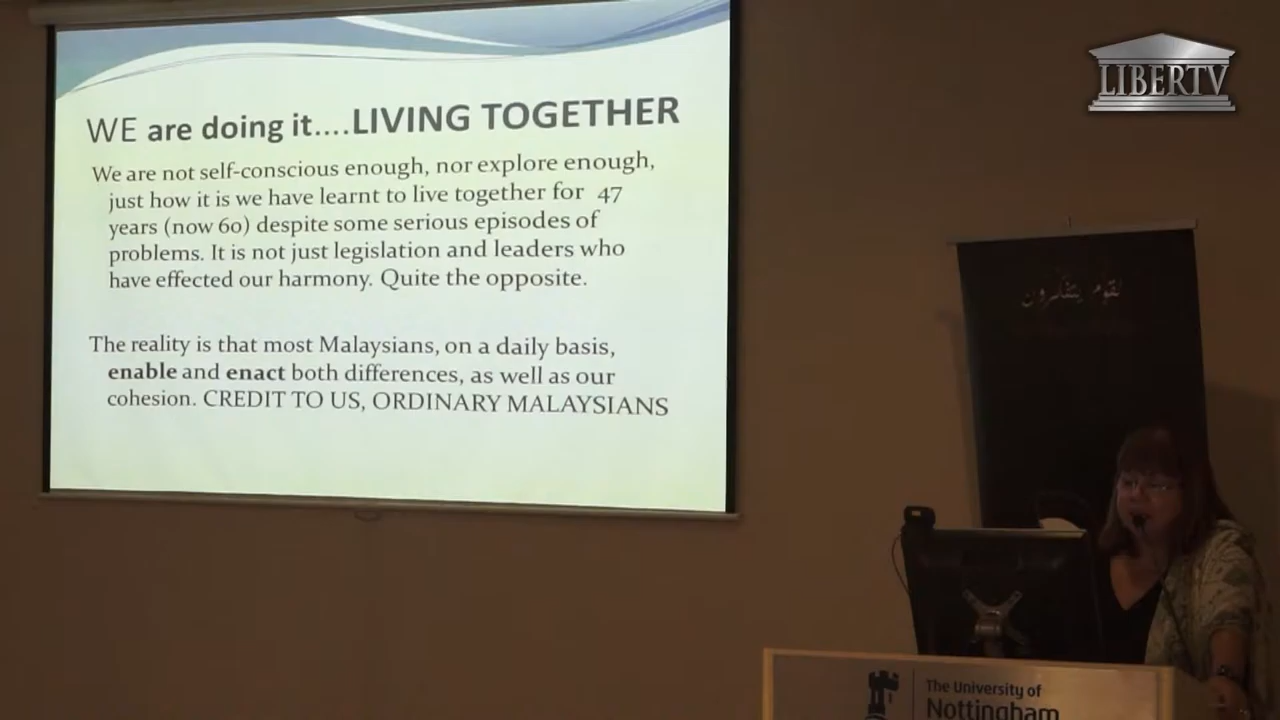 LIBERTV
WE are doing it....LIVING TOGETHER
We are not self-conscious enough, nor explore enough,
just how it is we have learnt to live together for 47
years (now 60) despite some serious episodes of
problems. It is not just legislation and leaders who
have effected our harmony. Quite the opposite.
The reality is that most Malaysians, on a daily basis,
enable and enact both differences, as well as our
cohesion. CREDIT TO US, ORDINARY MALAYSIANS
لقوم يتفكرون
The University of
Nottingham